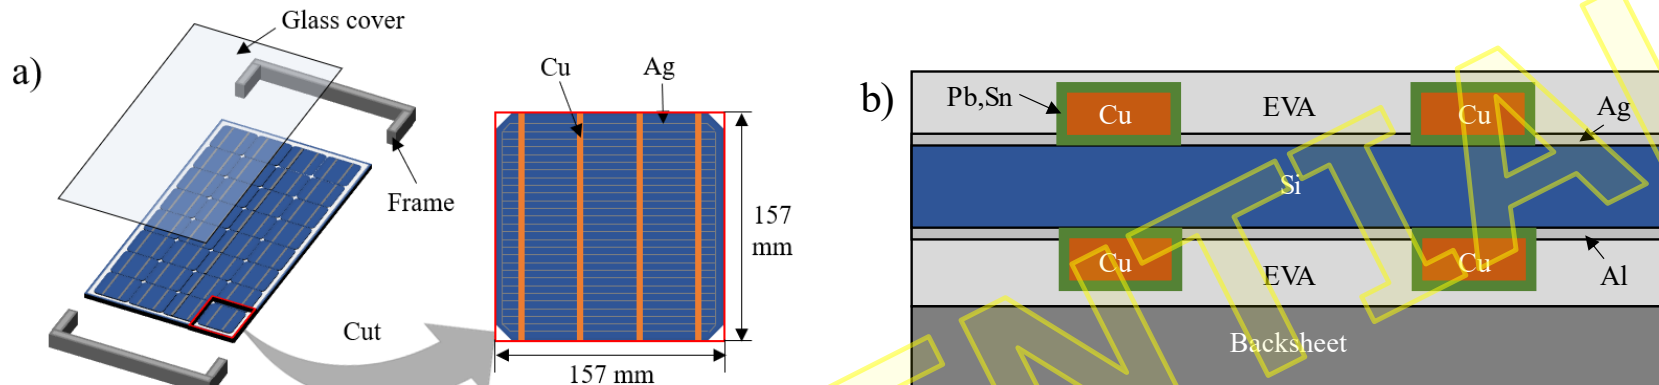 a)
Glass cover
Frame
Cut
Cu
Ag
157
mm
157 mm
b)
Pb,Sn
Cu
EVA
Cu
Ag
Si
Cu
EVA
Cu
Al
Backsheet
NTIAL